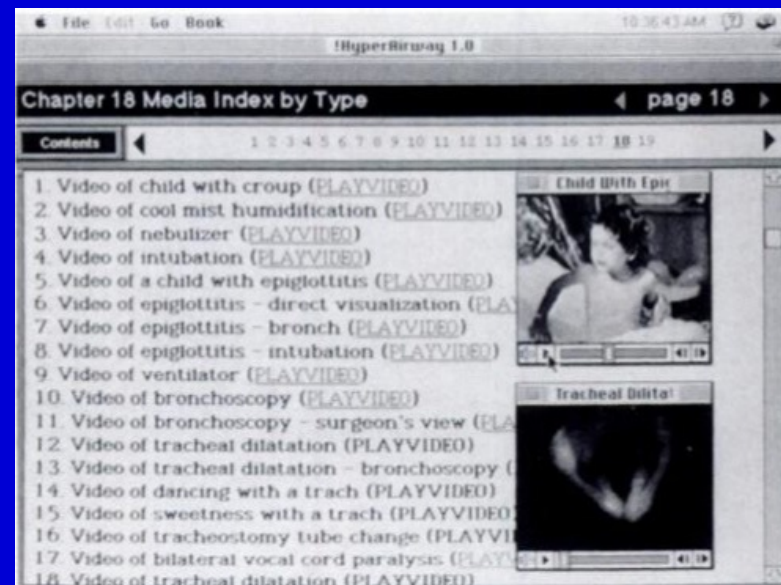 File Edit Go Book 10:36:43 AM
!HyperAirway 1.0
Chapter 18 Media Index by Type page 18
Contents 1 2 3 4 5 6 7 8 9 10 11 12 13 14 15 16 17 18 19
1. Video of child with croup (PLAYVIDEO)
2. Video of cool mist humidification (PLAYVIDEO)
3. Video of nebulizer (PLAYVIDEO)
4. Video of intubation (PLAYVIDEO)
5. Video of a child with epiglottitis (PLAYVIDEO)
6. Video of epiglottitis - direct visualization (PLA
7. Video of epiglottitis - bronch (PLAYVIDEO)
8. Video of epiglottitis - intubation (PLAYVIDEO)
9. Video of ventilator (PLAYVIDEO)
10. Video of bronchoscopy (PLAYVIDEO)
11. Video of bronchoscopy - surgeon's view (PLA
12. Video of tracheal dilatation (PLAYVIDEO)
13. Video of tracheal dilatation - bronchoscopy (
14. Video of dancing with a trach (PLAYVIDEO)
15. Video of sweetness with a trach (PLAYVIDEO
16. Video of tracheostomy tube change (PLAYVI
17. Video of bilateral vocal cord paralysis (PLAY
18. Video of tracheal dilatation (PLAYVIDEO)
Child With Epic
Tracheal Dilitat